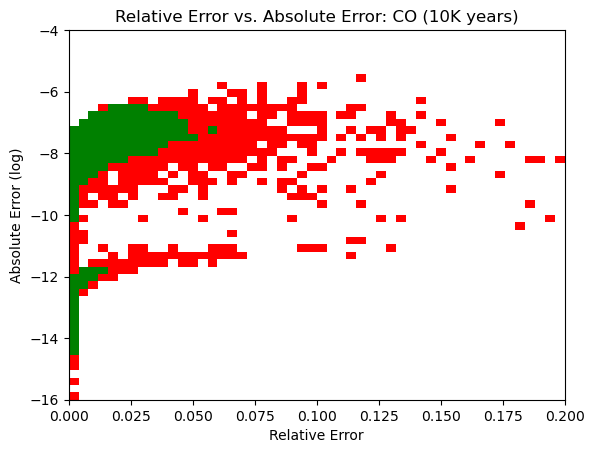 Relative Error vs. Absolute Error: CO (10K years)
Absolute Error (log)
−4
−6
−8
−10
−12
−14
−16
0.000 0.025 0.050 0.075 0.100 0.125 0.150 0.175 0.200
Relative Error